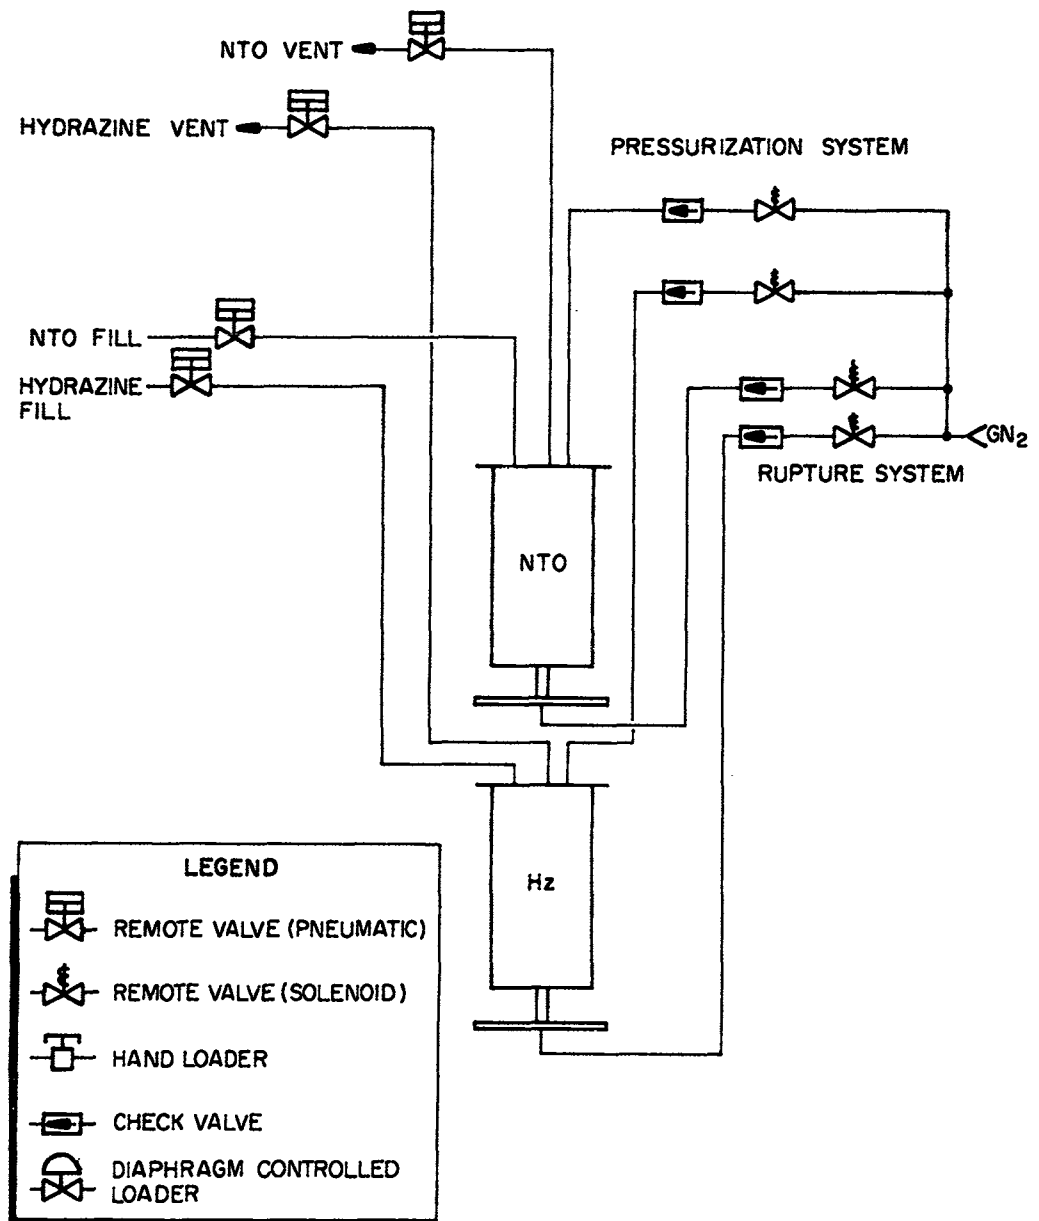 NTO VENT
HYDRAZINE VENT
PRESSURIZATION SYSTEM
NTO FILL
HYDRAZINE
FILL
GN2
RUPTURE SYSTEM
NTO
Hz
LEGEND
REMOTE VALVE (PNEUMATIC)
REMOTE VALVE (SOLENOID)
HAND LOADER
CHECK VALVE
DIAPHRAGM CONTROLLED
LOADER